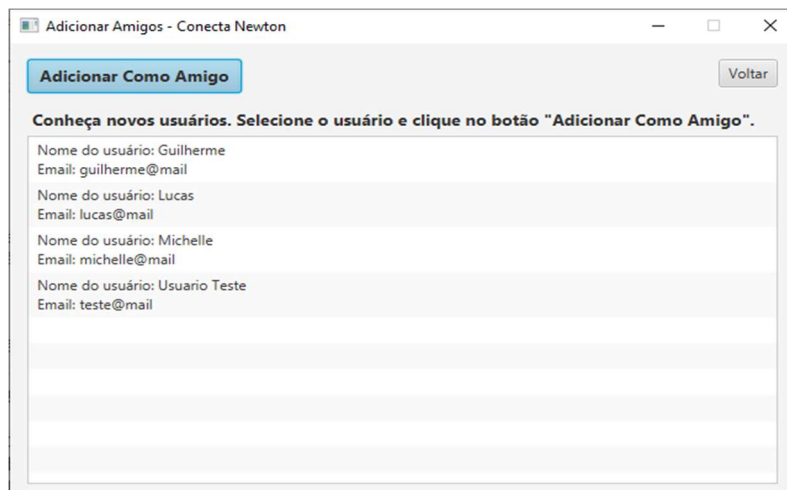 Adicionar Amigos - Conecta Newton
Adicionar Como Amigo
Voltar
Conheça novos usuários. Selecione o usuário e clique no botão "Adicionar Como Amigo".
Nome do usuário: Guilherme
Email: guilherme@mail
Nome do usuário: Lucas
Email: lucas@mail
Nome do usuário: Michelle
Email: michelle@mail
Nome do usuário: Usuario Teste
Email: teste@mail